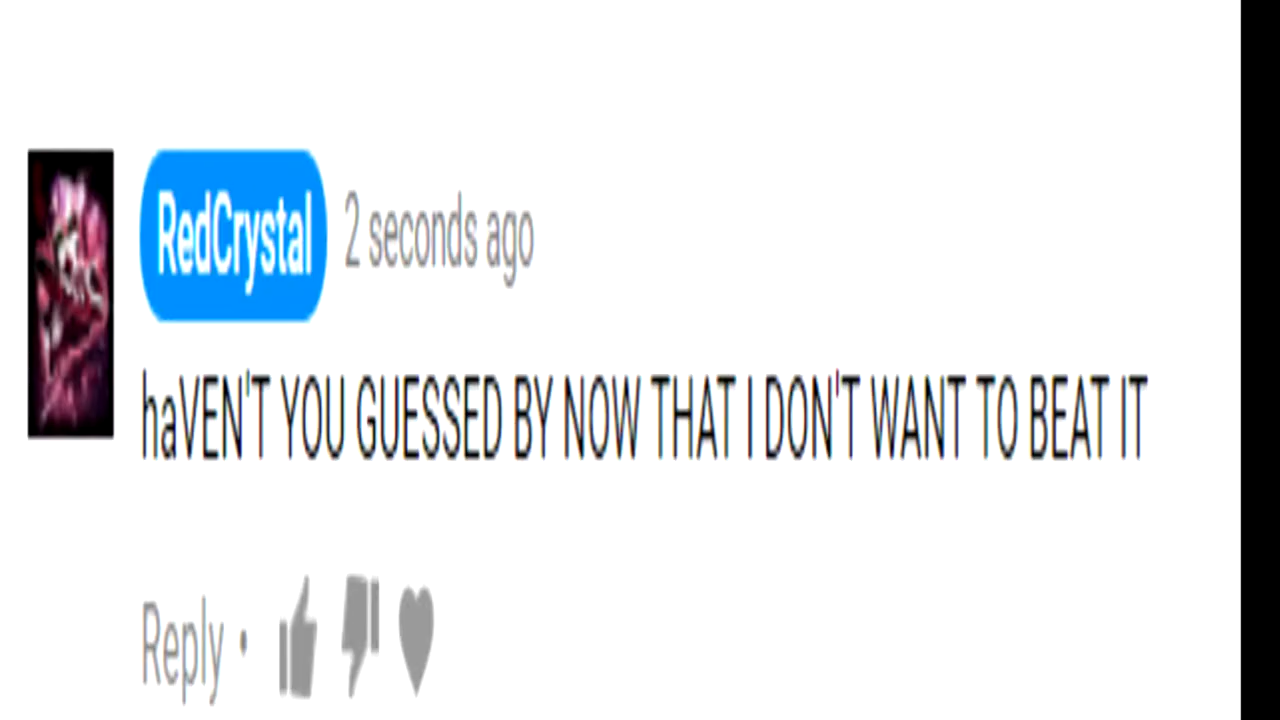 RedCrystal 2 seconds ago
haVEN'T YOU GUESSED BY NOW THAT I DON'T WANT TO BEAT IT
Reply •